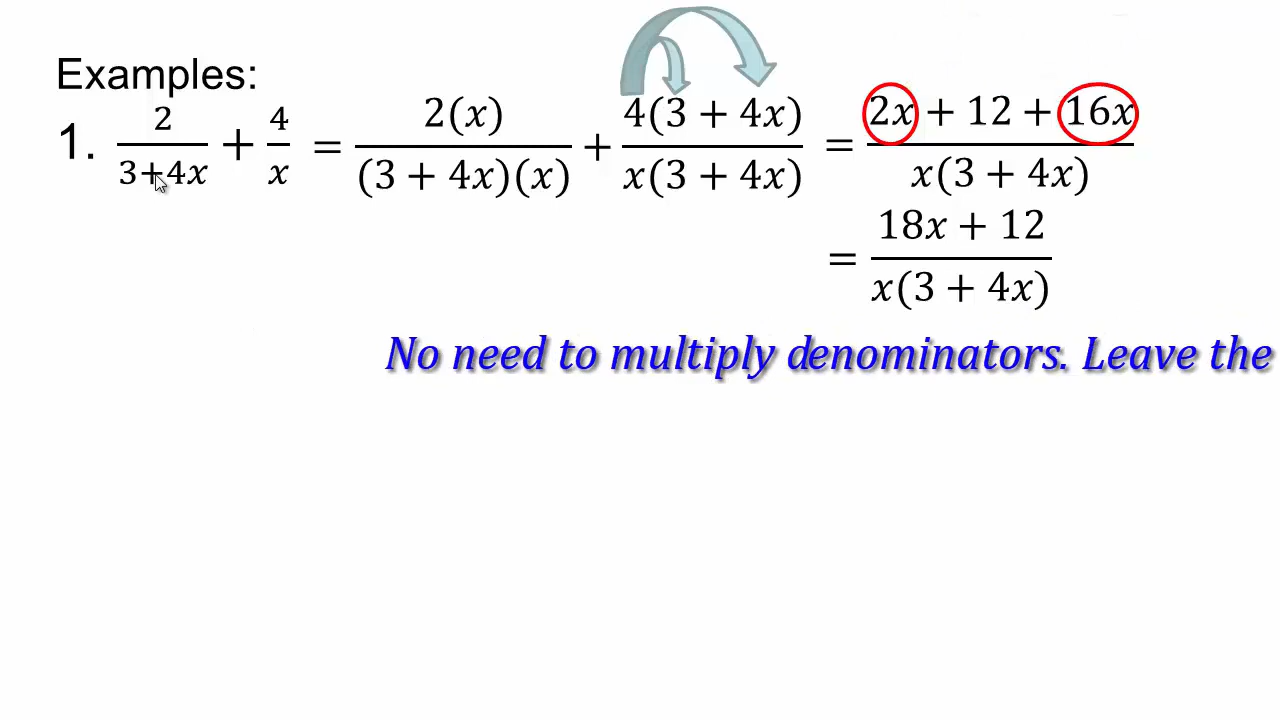 Examples:
1. 2/(3+4x) + 4/x = 2(x)/((3 + 4x)(x)) + 4(3 + 4x)/(x(3 + 4x)) = (2x + 12 + 16x)/(x(3 + 4x))
= (18x + 12)/(x(3 + 4x))
No need to multiply denominators. Leave the